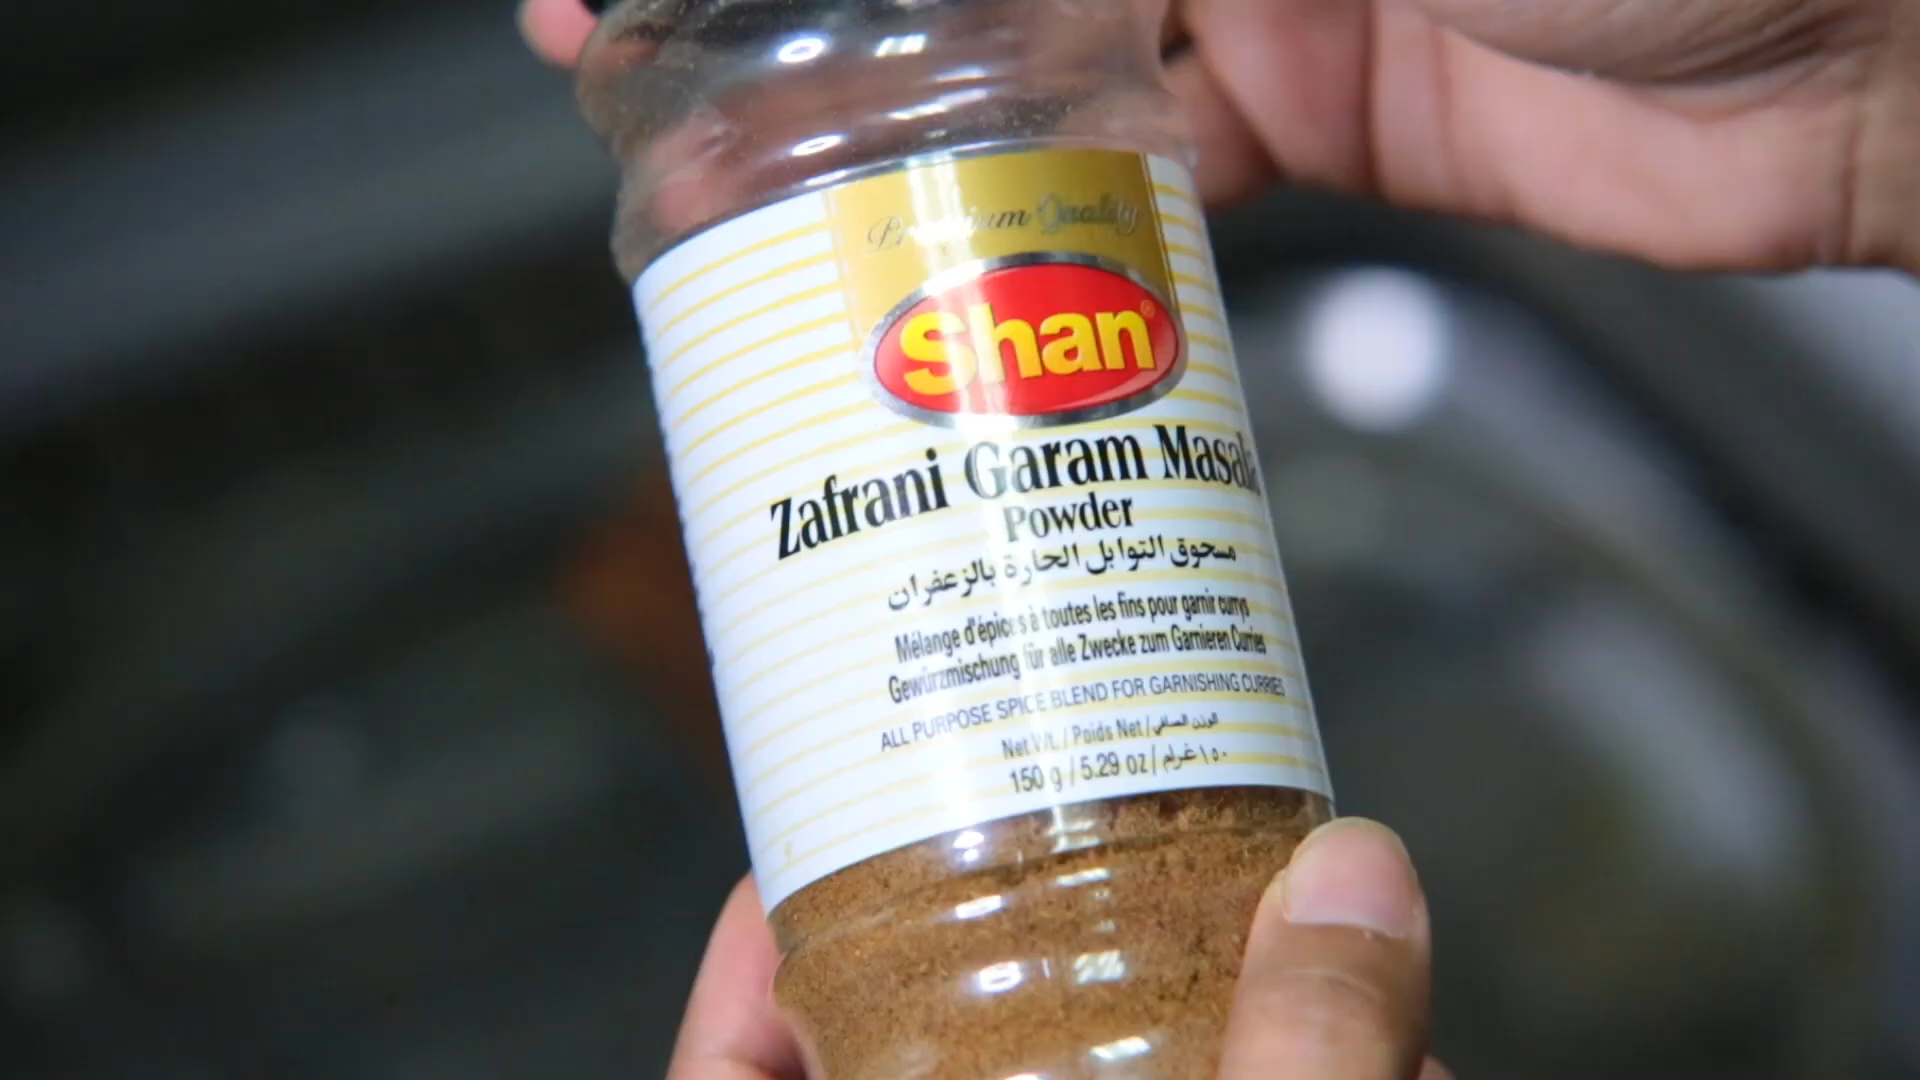 Premium Quality
Shan®
Zafrani Garam Masala
Powder
مسحوق التوابل الحارة بالزعفران
Mélange d'épices à toutes les fins pour garnir currys
Gewürzmischung für alle Zwecke zum Garnieren Curries
ALL PURPOSE SPICE BLEND FOR GARNISHING CURRIES
Net Wt. / Poids Net / الوزن الصافي
150 g / 5.29 oz / ١٥٠ غرام